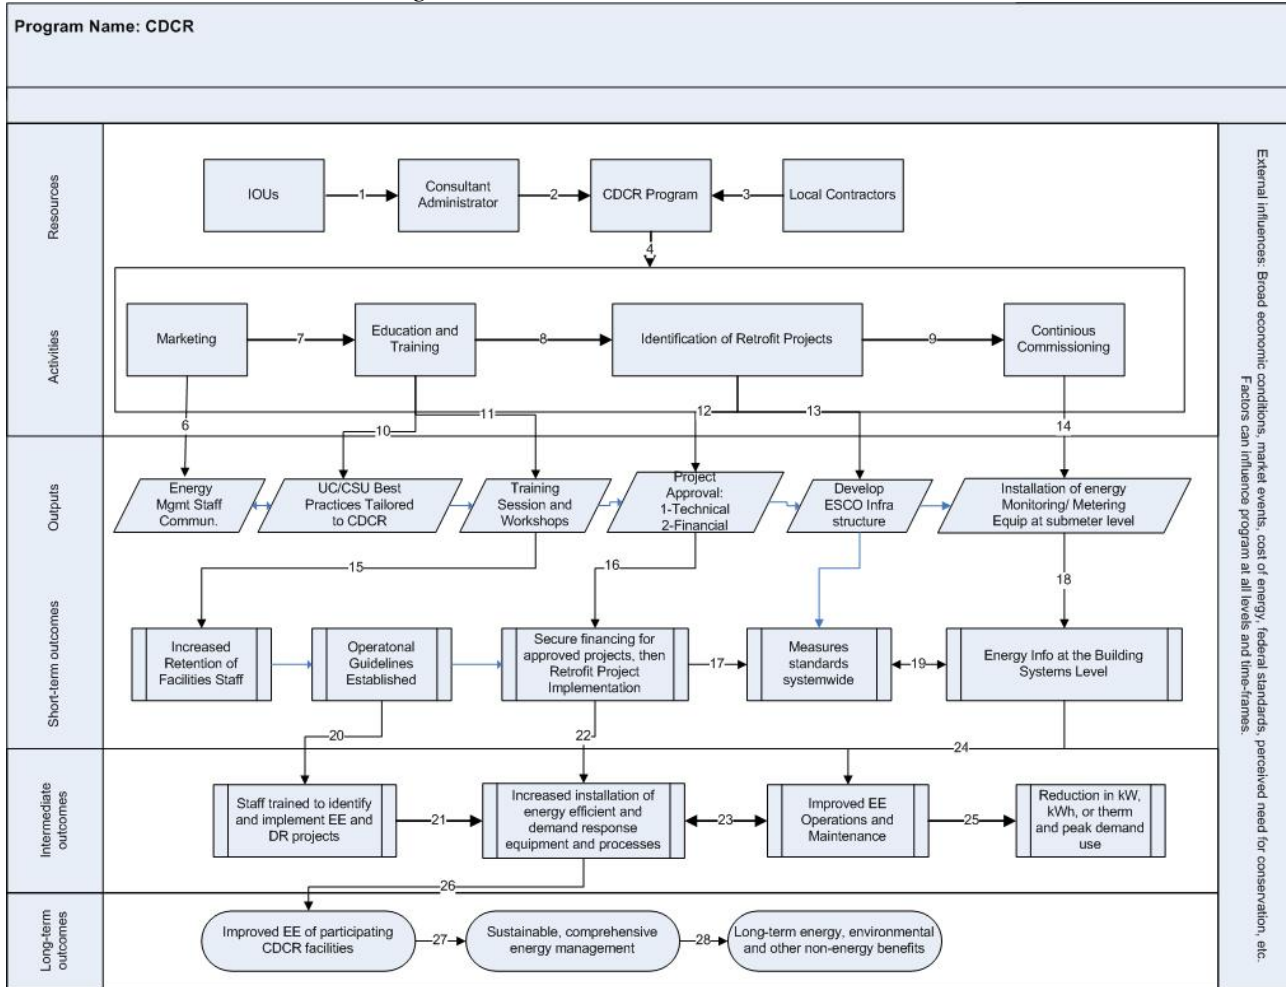 Program Name: CDCR
Resources
IOUs
1
Consultant
Administrator
2
CDCR Program
3
Local Contractors
4
Activities
Marketing
7
Education and
Training
8
Identification of Retrofit Projects
9
Continious
Commissioning
6
10
11
12
13
14
Outputs
Energy
Mgmt Staff
Commun.
UC/CSU Best
Practices Tailored
to CDCR
Training
Session and
Workshops
Project
Approval:
1-Technical
2-Financial
Develop
ESCO Infra
structure
Installation of energy
Monitoring/ Metering
Equip at submeter level
15
16
18
Short-term outcomes
Increased
Retention of
Facilities Staff
Operatonal
Guidelines
Established
Secure financing for
approved projects, then
Retrofit Project
Implementation
17
Measures
standards
systemwide
19
Energy Info at the Building
Systems Level
20
22
24
Intermediate
outcomes
Staff trained to identify
and implement EE and
DR projects
21
Increased installation of
energy efficient and
demand response
equipment and processes
23
Improved EE
Operations and
Maintenance
25
Reduction in kW,
kWh, or therm
and peak demand
use
26
Long-term
outcomes
Improved EE of participating
CDCR facilities
27
Sustainable, comprehensive
energy management
28
Long-term energy, environmental
and other non-energy benefits
External influences: Broad economic conditions, market events, cost of energy, federal standards, perceived need for conservation, etc.
Factors can influence program at all levels and time-frames.